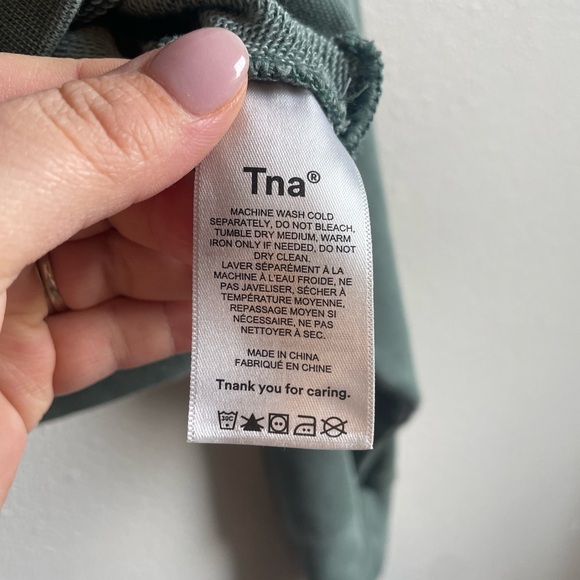 Tna®
MACHINE WASH COLD
SEPARATELY, DO NOT BLEACH,
TUMBLE DRY MEDIUM, WARM
IRON ONLY IF NEEDED, DO NOT
DRY CLEAN.
LAVER SÉPARÉMENT À LA
MACHINE À L'EAU FROIDE, NE
PAS JAVELISER, SÉCHER À
TEMPÉRATURE MOYENNE,
REPASSAGE MOYEN SI
NÉCESSAIRE, NE PAS
NETTOYER À SEC.
MADE IN CHINA
FABRIQUÉ EN CHINE
Tnank you for caring.
30C